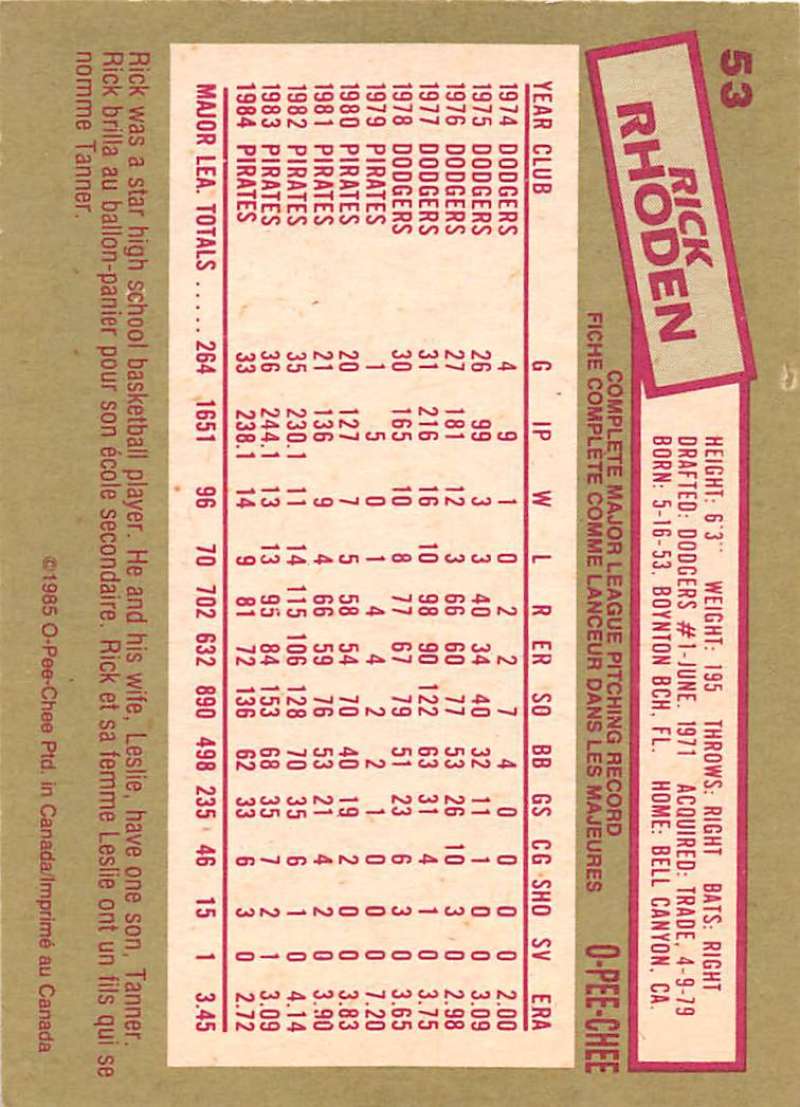 53
RICK
RHODEN
HEIGHT: 6'3" WEIGHT: 195 THROWS: RIGHT BATS: RIGHT
DRAFTED: DODGERS #1-JUNE, 1971 ACQUIRED: TRADE, 4-9-79
BORN: 5-16-53, BOYNTON BCH, FL. HOME: BELL CANYON, CA.
COMPLETE MAJOR LEAGUE PITCHING RECORD
FICHE COMPLETE COMME LANCEUR DANS LES MAJEURES
O-PEE-CHEE
YEAR CLUB G IP W L R ER SO BB GS CG SHO SV ERA
1974 DODGERS 4 9 1 0 2 2 7 4 0 0 0 0 2.00
1975 DODGERS 26 99 3 3 40 34 40 32 11 1 0 0 3.09
1976 DODGERS 27 181 12 3 66 60 77 53 26 10 3 0 2.98
1977 DODGERS 31 216 16 10 98 90 122 63 31 4 1 0 3.75
1978 DODGERS 30 165 10 8 77 67 79 51 23 6 3 0 3.65
1979 PIRATES 1 5 0 1 4 4 2 2 1 0 0 0 7.20
1980 PIRATES 20 127 7 5 58 54 70 40 19 2 0 0 3.83
1981 PIRATES 21 136 9 4 66 59 76 53 21 4 2 0 3.90
1982 PIRATES 35 230.1 11 14 115 106 128 70 35 6 1 0 4.14
1983 PIRATES 36 244.1 13 13 95 84 153 68 35 7 2 1 3.09
1984 PIRATES 33 238.1 14 9 81 72 136 62 33 6 3 0 2.72
MAJOR LEA. TOTALS ..... 264 1651 96 70 702 632 890 498 235 46 15 1 3.45
Rick was a star high school basketball player. He and his wife, Leslie, have one son, Tanner.
Rick brilla au ballon-panier pour son école secondaire. Rick et sa femme Leslie ont un fils qui se
nomme Tanner.
©1985 O-Pee-Chee Ptd. in Canada/Imprimé au Canada